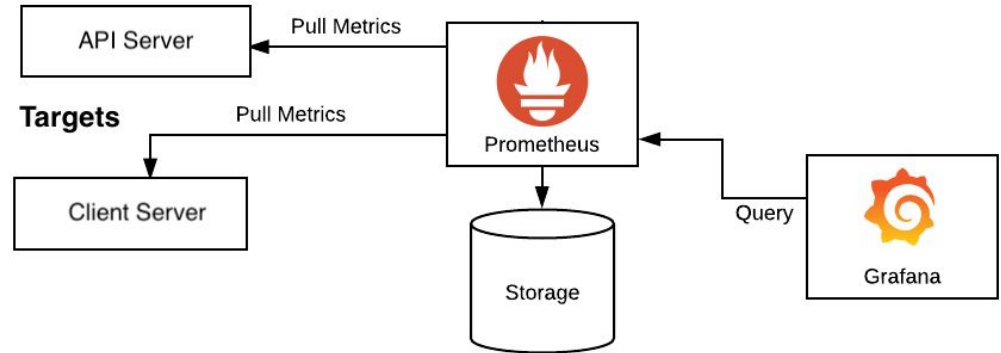 API Server
Pull Metrics
Targets
Pull Metrics
Prometheus
Client Server
Query
Storage
Grafana